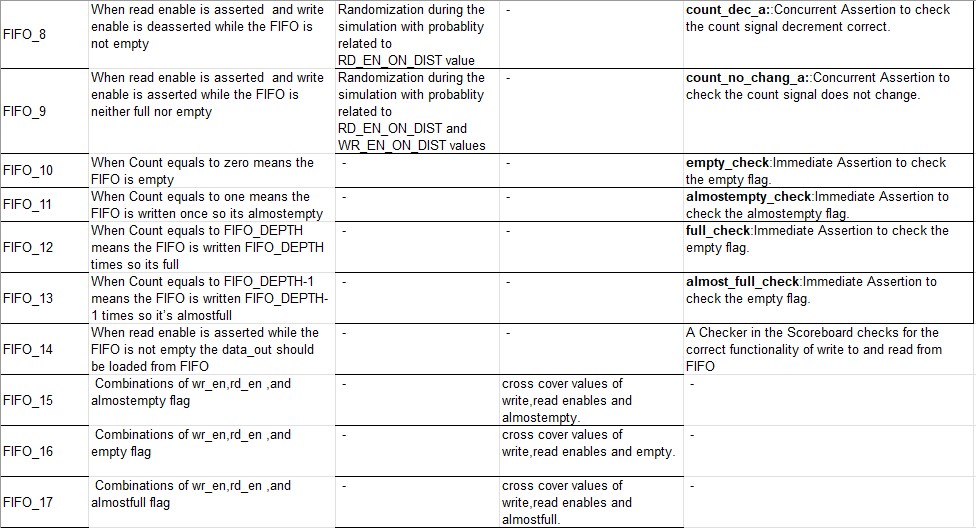 FIFO_8
When read enable is asserted  and write
enable is deasserted while the FIFO is
not empty
Randomization during the
simulation with probablity
related to
RD_EN_ON_DIST value
-
count_dec_a::Concurrent Assertion to check
the count signal decrement correct.
FIFO_9
When read enable is asserted  and write
enable is asserted while the FIFO is
neither full nor empty
Randomization during the
simulation with probablity
related to
RD_EN_ON_DIST and
WR_EN_ON_DIST values
-
count_no_chang_a::Concurrent Assertion to
check the count signal does not change.
FIFO_10
When Count equals to zero means the
FIFO is empty
-
-
empty_check:Immediate Assertion to check
the empty flag.
FIFO_11
When Count equals to one means the
FIFO is written once so its almostempty
-
-
almostempty_check:Immediate Assertion to
check the almostempty flag.
FIFO_12
When Count equals to FIFO_DEPTH
means the FIFO is written FIFO_DEPTH
times so its full
-
-
full_check:Immediate Assertion to check the
empty flag.
FIFO_13
When Count equals to FIFO_DEPTH-1
means the FIFO is written FIFO_DEPTH-
1 times so it's almostfull
-
-
almost_full_check:Immediate Assertion to
check the empty flag.
FIFO_14
When read enable is asserted while the
FIFO is not empty the data_out should
be loaded from FIFO
-
-
A Checker in the Scoreboard checks for the
correct functionality of write to and read from
FIFO
FIFO_15
Combinations of wr_en,rd_en ,and
almostempty flag
-
cross cover values of
write,read enables and
almostempty.
-
FIFO_16
Combinations of wr_en,rd_en ,and
empty flag
-
cross cover values of
write,read enables and empty.
-
FIFO_17
Combinations of wr_en,rd_en ,and
almostfull flag
-
cross cover values of
write,read enables and
almostfull.
-